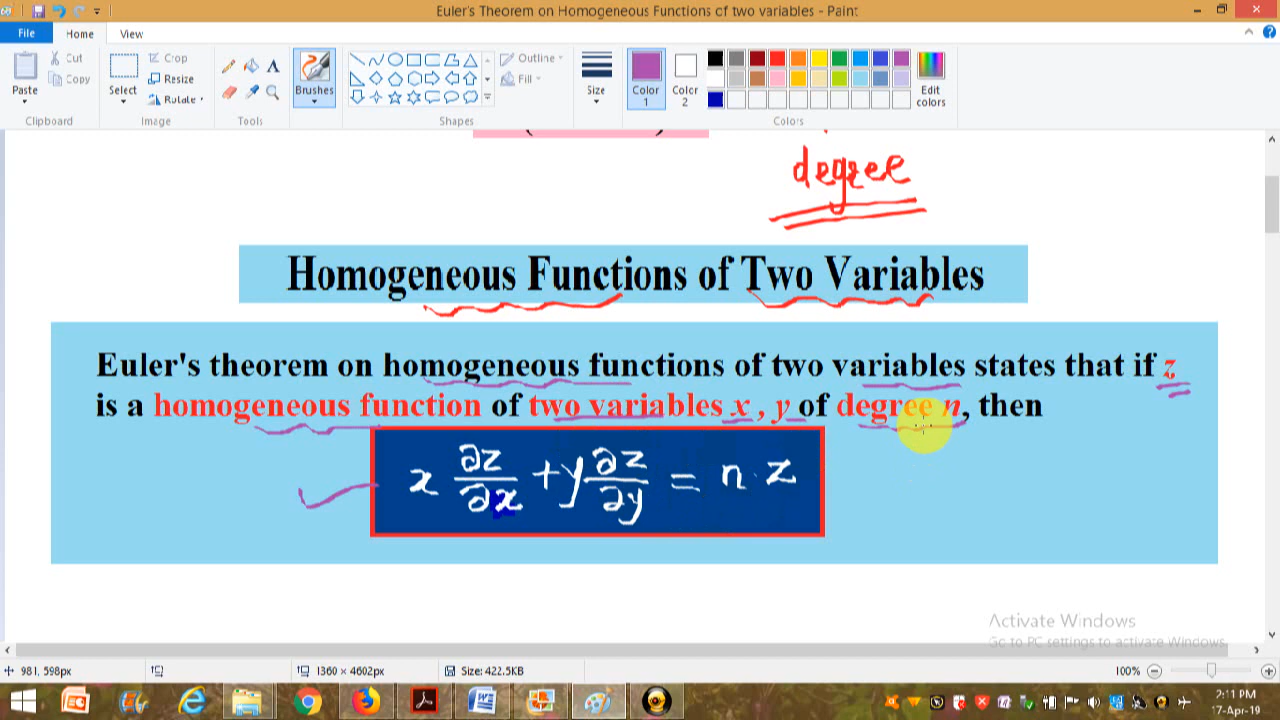 Euler's Theorem on Homogeneous Functions of two variables - Paint
File Home View
Paste Cut Copy Select Crop Resize Rotate Brushes Outline Fill Size Color 1 Color 2 Edit colors
Clipboard Image Tools Shapes Colors
degree
Homogeneous Functions of Two Variables
Euler's theorem on homogeneous functions of two variables states that if z
is a homogeneous function of two variables x , y of degree n, then
x ∂z/∂x + y ∂z/∂y = n · z
Activate Windows
Go to PC settings to activate Windows.
981, 598px 1360 × 4602px Size: 422.5KB 100%
2:11 PM
17-Apr-19